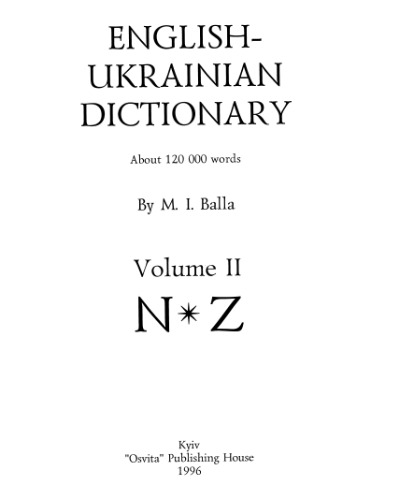 ENGLISH-
UKRAINIAN
DICTIONARY
About 120 000 words
By M. I. Balla
Volume II
N✴Z
Kyiv
"Osvita" Publishing House
1996